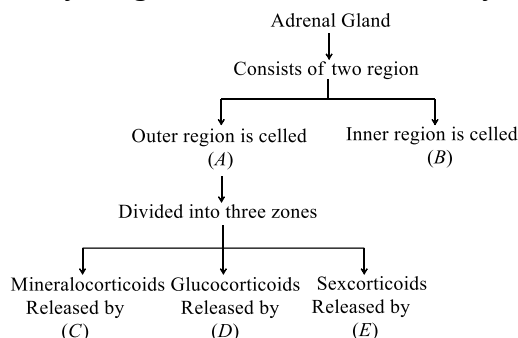 Adrenal Gland
Consists of two region
Outer region is celled
(A)
Inner region is celled
(B)
Divided into three zones
Mineralocorticoids
Released by
(C)
Glucocorticoids
Released by
(D)
Sexcorticoids
Released by
(E)